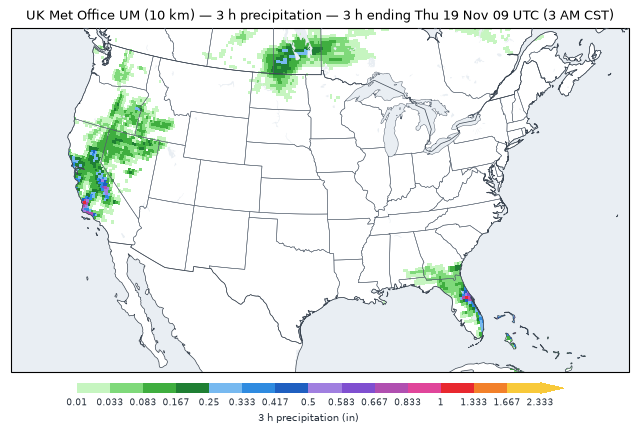 UK Met Office UM (10 km) — 3 h precipitation — 3 h ending Thu 19 Nov 09 UTC (3 AM CST)
0.01 0.033 0.083 0.167 0.25 0.333 0.417 0.5 0.583 0.667 0.833 1 1.333 1.667 2.333
3 h precipitation (in)